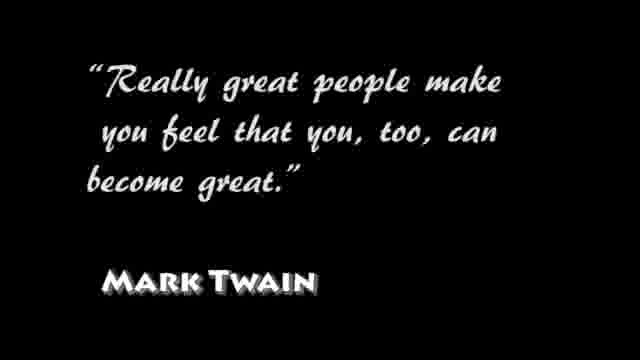 “Really great people make
you feel that you, too, can
become great.”
Mark Twain